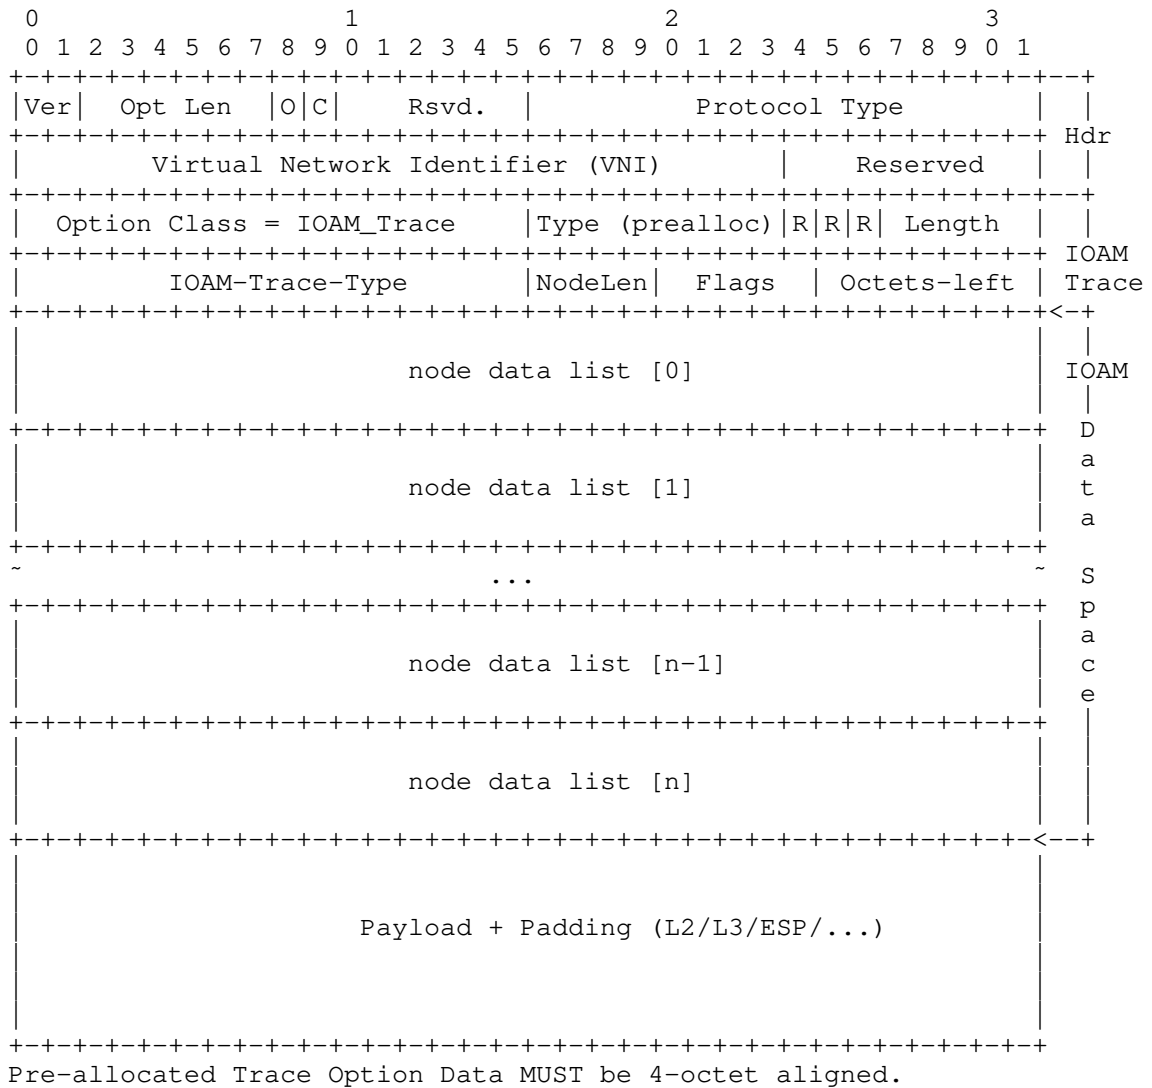 0                   1                   2                   3
 0 1 2 3 4 5 6 7 8 9 0 1 2 3 4 5 6 7 8 9 0 1 2 3 4 5 6 7 8 9 0 1
+-+-+-+-+-+-+-+-+-+-+-+-+-+-+-+-+-+-+-+-+-+-+-+-+-+-+-+-+-+-+-+-+--+
|Ver|  Opt Len  |O|C|    Rsvd.  |          Protocol Type        |  |
+-+-+-+-+-+-+-+-+-+-+-+-+-+-+-+-+-+-+-+-+-+-+-+-+-+-+-+-+-+-+-+-+ Hdr
|        Virtual Network Identifier (VNI)       |    Reserved   |  |
+-+-+-+-+-+-+-+-+-+-+-+-+-+-+-+-+-+-+-+-+-+-+-+-+-+-+-+-+-+-+-+-+--+
|  Option Class = IOAM_Trace    |Type (prealloc)|R|R|R| Length  |  |
+-+-+-+-+-+-+-+-+-+-+-+-+-+-+-+-+-+-+-+-+-+-+-+-+-+-+-+-+-+-+-+-+ IOAM
|         IOAM-Trace-Type       |NodeLen|  Flags  | Octets-left | Trace
+-+-+-+-+-+-+-+-+-+-+-+-+-+-+-+-+-+-+-+-+-+-+-+-+-+-+-+-+-+-+-+-+<-+
|                                                               |  |
|                        node data list [0]                     | IOAM
|                                                               |  |
+-+-+-+-+-+-+-+-+-+-+-+-+-+-+-+-+-+-+-+-+-+-+-+-+-+-+-+-+-+-+-+-+  D
|                                                               |  a
|                        node data list [1]                     |  t
|                                                               |  a
+-+-+-+-+-+-+-+-+-+-+-+-+-+-+-+-+-+-+-+-+-+-+-+-+-+-+-+-+-+-+-+-+
~                             ...                               ~  S
+-+-+-+-+-+-+-+-+-+-+-+-+-+-+-+-+-+-+-+-+-+-+-+-+-+-+-+-+-+-+-+-+  p
|                                                               |  a
|                        node data list [n-1]                   |  c
|                                                               |  e
+-+-+-+-+-+-+-+-+-+-+-+-+-+-+-+-+-+-+-+-+-+-+-+-+-+-+-+-+-+-+-+-+  |
|                                                               |  |
|                        node data list [n]                     |  |
|                                                               |  |
+-+-+-+-+-+-+-+-+-+-+-+-+-+-+-+-+-+-+-+-+-+-+-+-+-+-+-+-+-+-+-+-<--+
|                                                               |
|                                                               |
|                     Payload + Padding (L2/L3/ESP/...)         |
|                                                               |
|                                                               |
|                                                               |
+-+-+-+-+-+-+-+-+-+-+-+-+-+-+-+-+-+-+-+-+-+-+-+-+-+-+-+-+-+-+-+-+
Pre-allocated Trace Option Data MUST be 4-octet aligned.